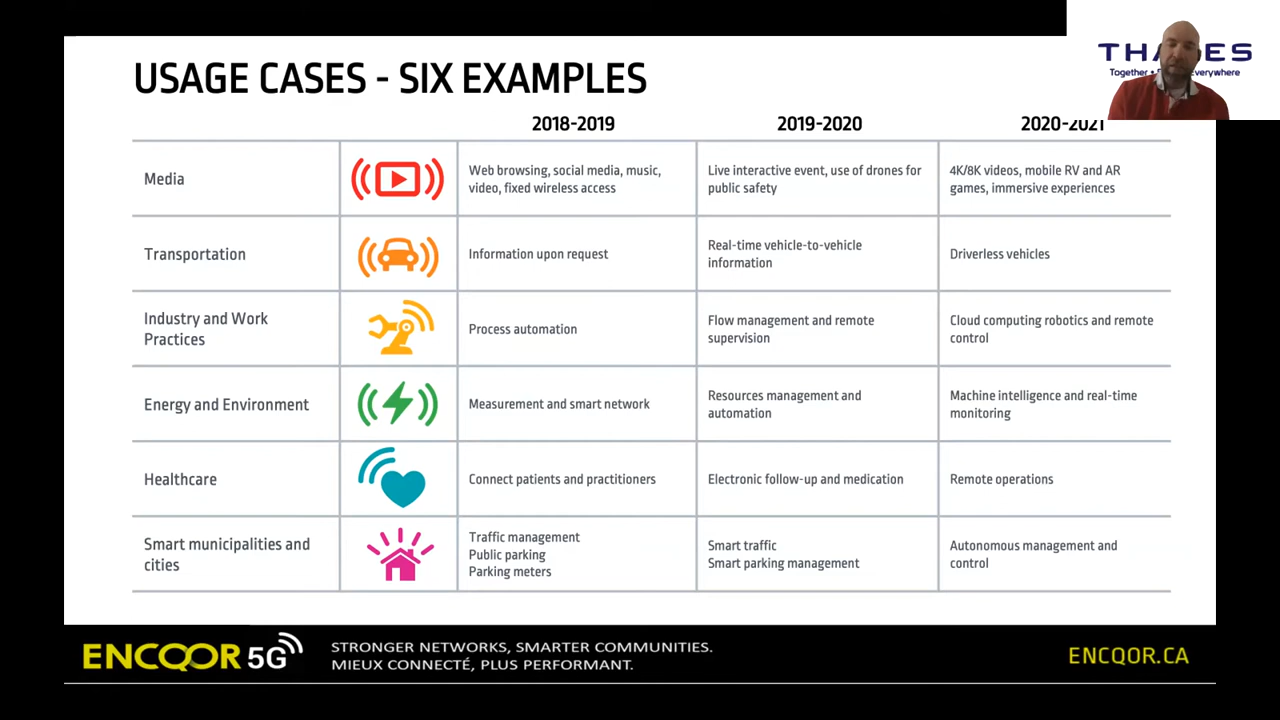 THA ES
Together • Everywhere
USAGE CASES - SIX EXAMPLES
2018-2019
2019-2020
2020-2021
Media
Web browsing, social media, music,
video, fixed wireless access
Live interactive event, use of drones for
public safety
4K/8K videos, mobile RV and AR
games, immersive experiences
Transportation
Information upon request
Real-time vehicle-to-vehicle
information
Driverless vehicles
Industry and Work
Practices
Process automation
Flow management and remote
supervision
Cloud computing robotics and remote
control
Energy and Environment
Measurement and smart network
Resources management and
automation
Machine intelligence and real-time
monitoring
Healthcare
Connect patients and practitioners
Electronic follow-up and medication
Remote operations
Smart municipalities and
cities
Traffic management
Public parking
Parking meters
Smart traffic
Smart parking management
Autonomous management and
control
ENCQOR 5G
STRONGER NETWORKS, SMARTER COMMUNITIES.
MIEUX CONNECTÉ, PLUS PERFORMANT.
ENCQOR.CA